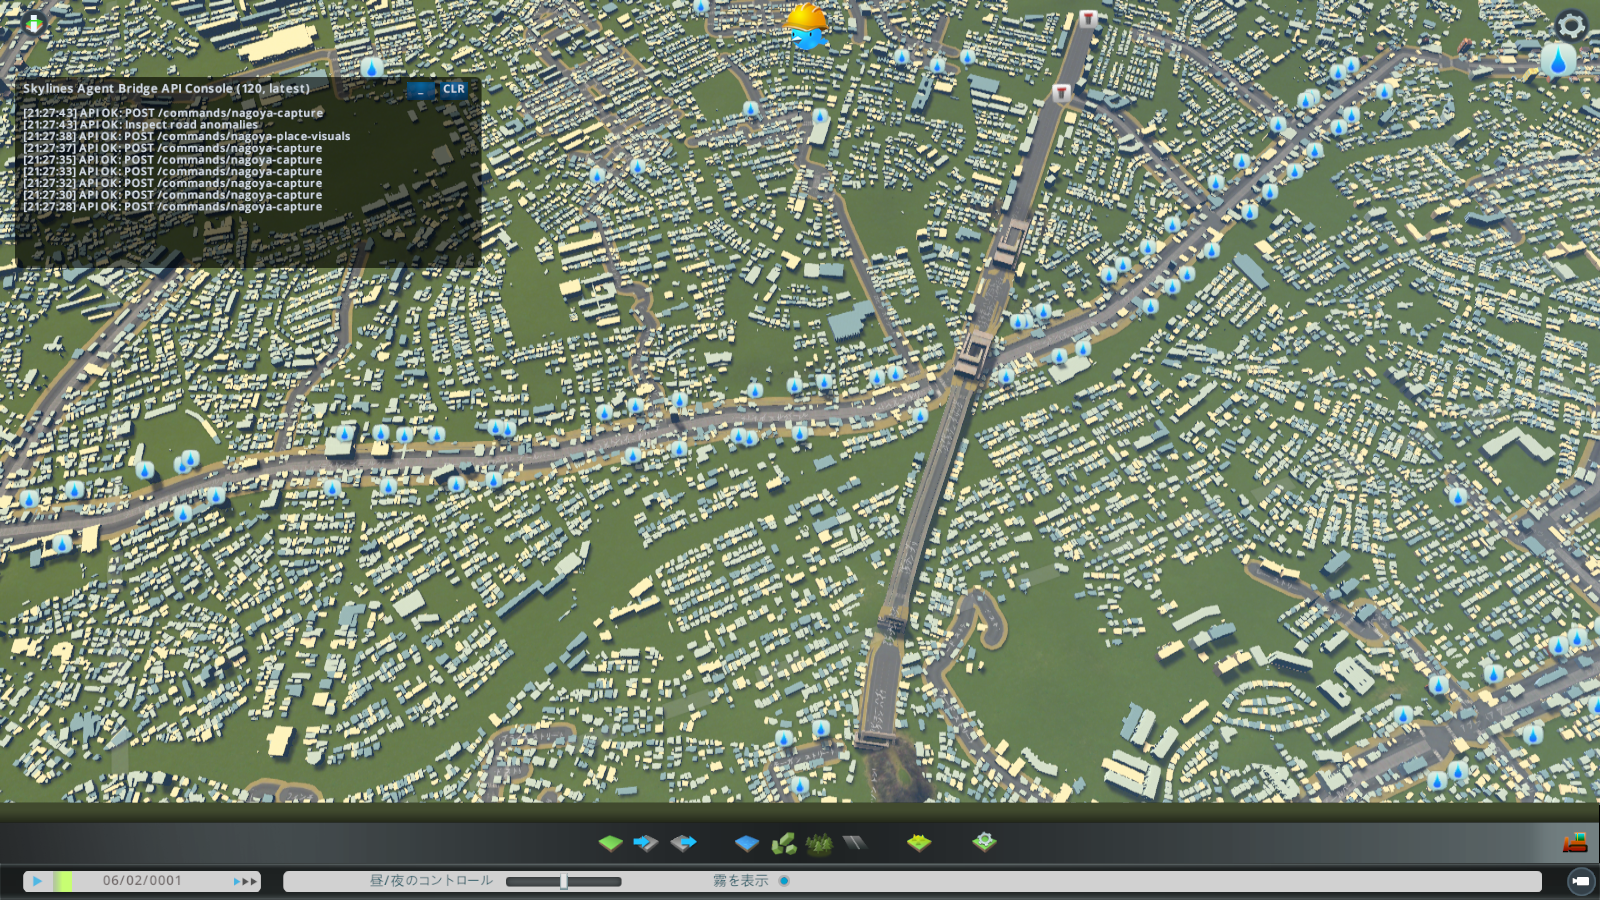 Skylines Agent Bridge API Console (120, latest)
CLR
[21:27:43] API OK: POST /commands/nagoya-capture
[21:27:43] API OK: Inspect road anomalies
[21:27:38] API OK: POST /commands/nagoya-place-visuals
[21:27:37] API OK: POST /commands/nagoya-capture
[21:27:35] API OK: POST /commands/nagoya-capture
[21:27:33] API OK: POST /commands/nagoya-capture
[21:27:32] API OK: POST /commands/nagoya-capture
[21:27:30] API OK: POST /commands/nagoya-capture
[21:27:28] API OK: POST /commands/nagoya-capture
06/02/0001
昼/夜のコントロール
霧を表示